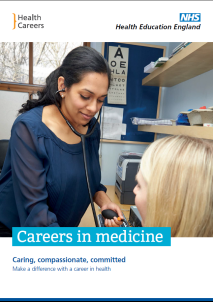 Health
Careers
NHS
Health Education England
A
E L
H A
Careers in medicine
Caring, compassionate, committed
Make a difference with a career in health